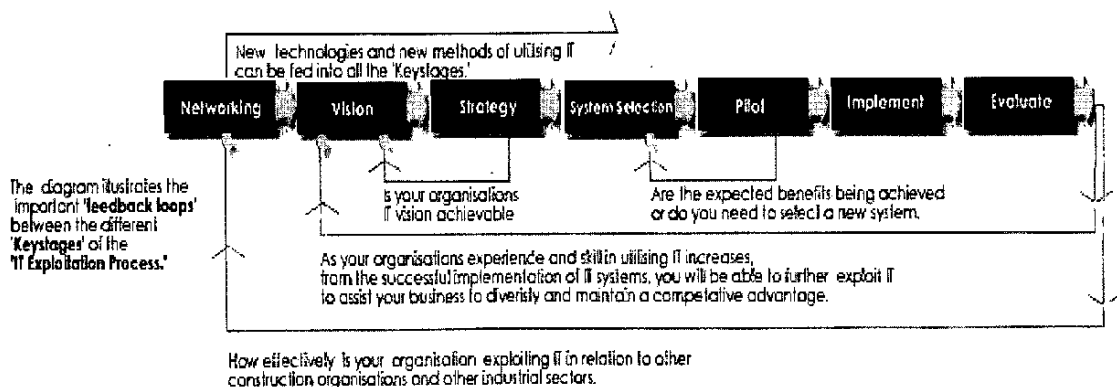 New technologies and new methods of utilising IT
can be fed into all the 'Keystages.'
Networking
Vision
Strategy
System Selection
Pilot
Implement
Evaluate
The diagram illustrates the
important 'feedback loops'
between the different
'Keystages' of the
'IT Exploitation Process.'
Is your organisations
IT vision achievable
Are the expected benefits being achieved
or do you need to select a new system.
As your organisations experience and skill in utilising IT increases,
from the successful implementation of IT systems, you will be able to further exploit IT
to assist your business to diversity and maintain a competative advantage.
How effectively is your organisation exploiting IT in relation to other
construction organisations and other industrial sectors.